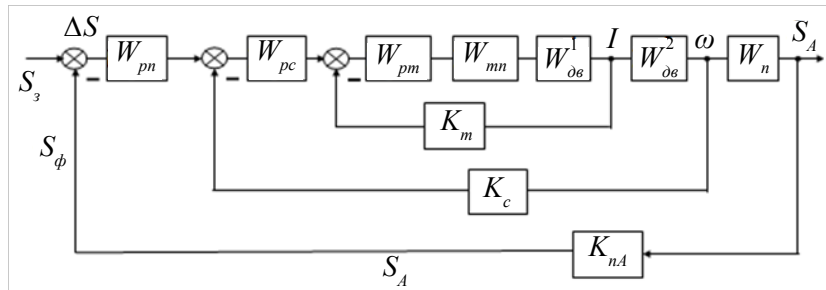 ΔS
I
ω
S_A
W_рп
W_рс
W_рт
W_тп
W¹_дв
W²_дв
W_п
S_з
K_т
S_ф
K_с
K_пА
S_A